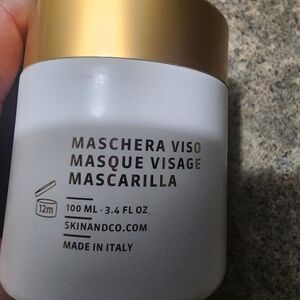 MASCHERA VISO
MASQUE VISAGE
MASCARILLA
12m
100 ML - 3.4 FL OZ
SKINANDCO.COM
MADE IN ITALY